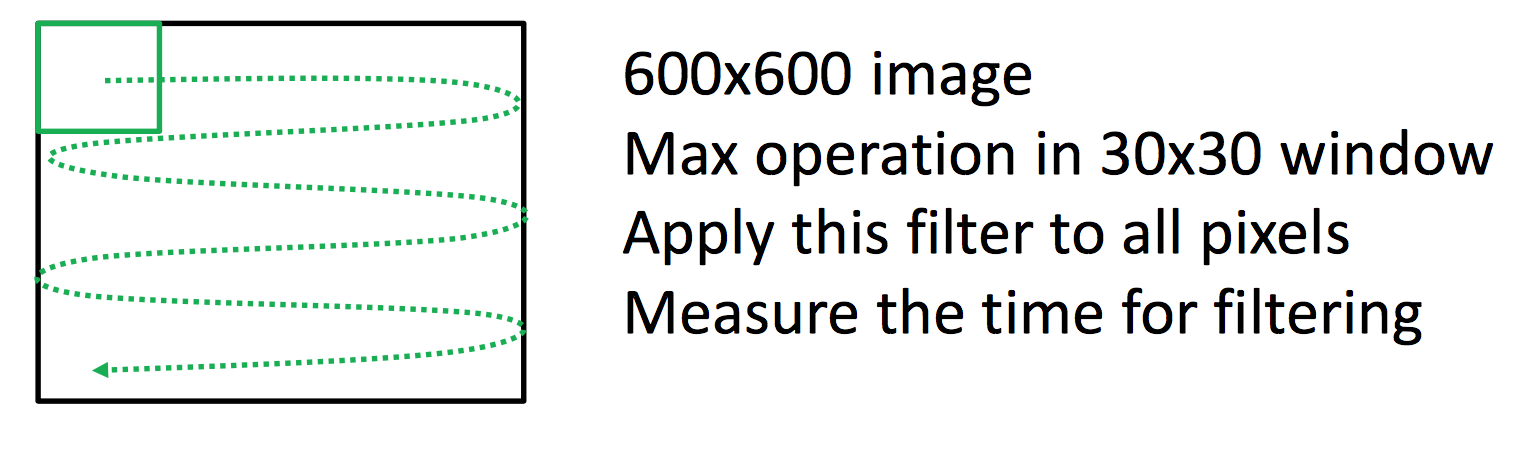 600x600 image
Max operation in 30x30 window
Apply this filter to all pixels
Measure the time for filtering